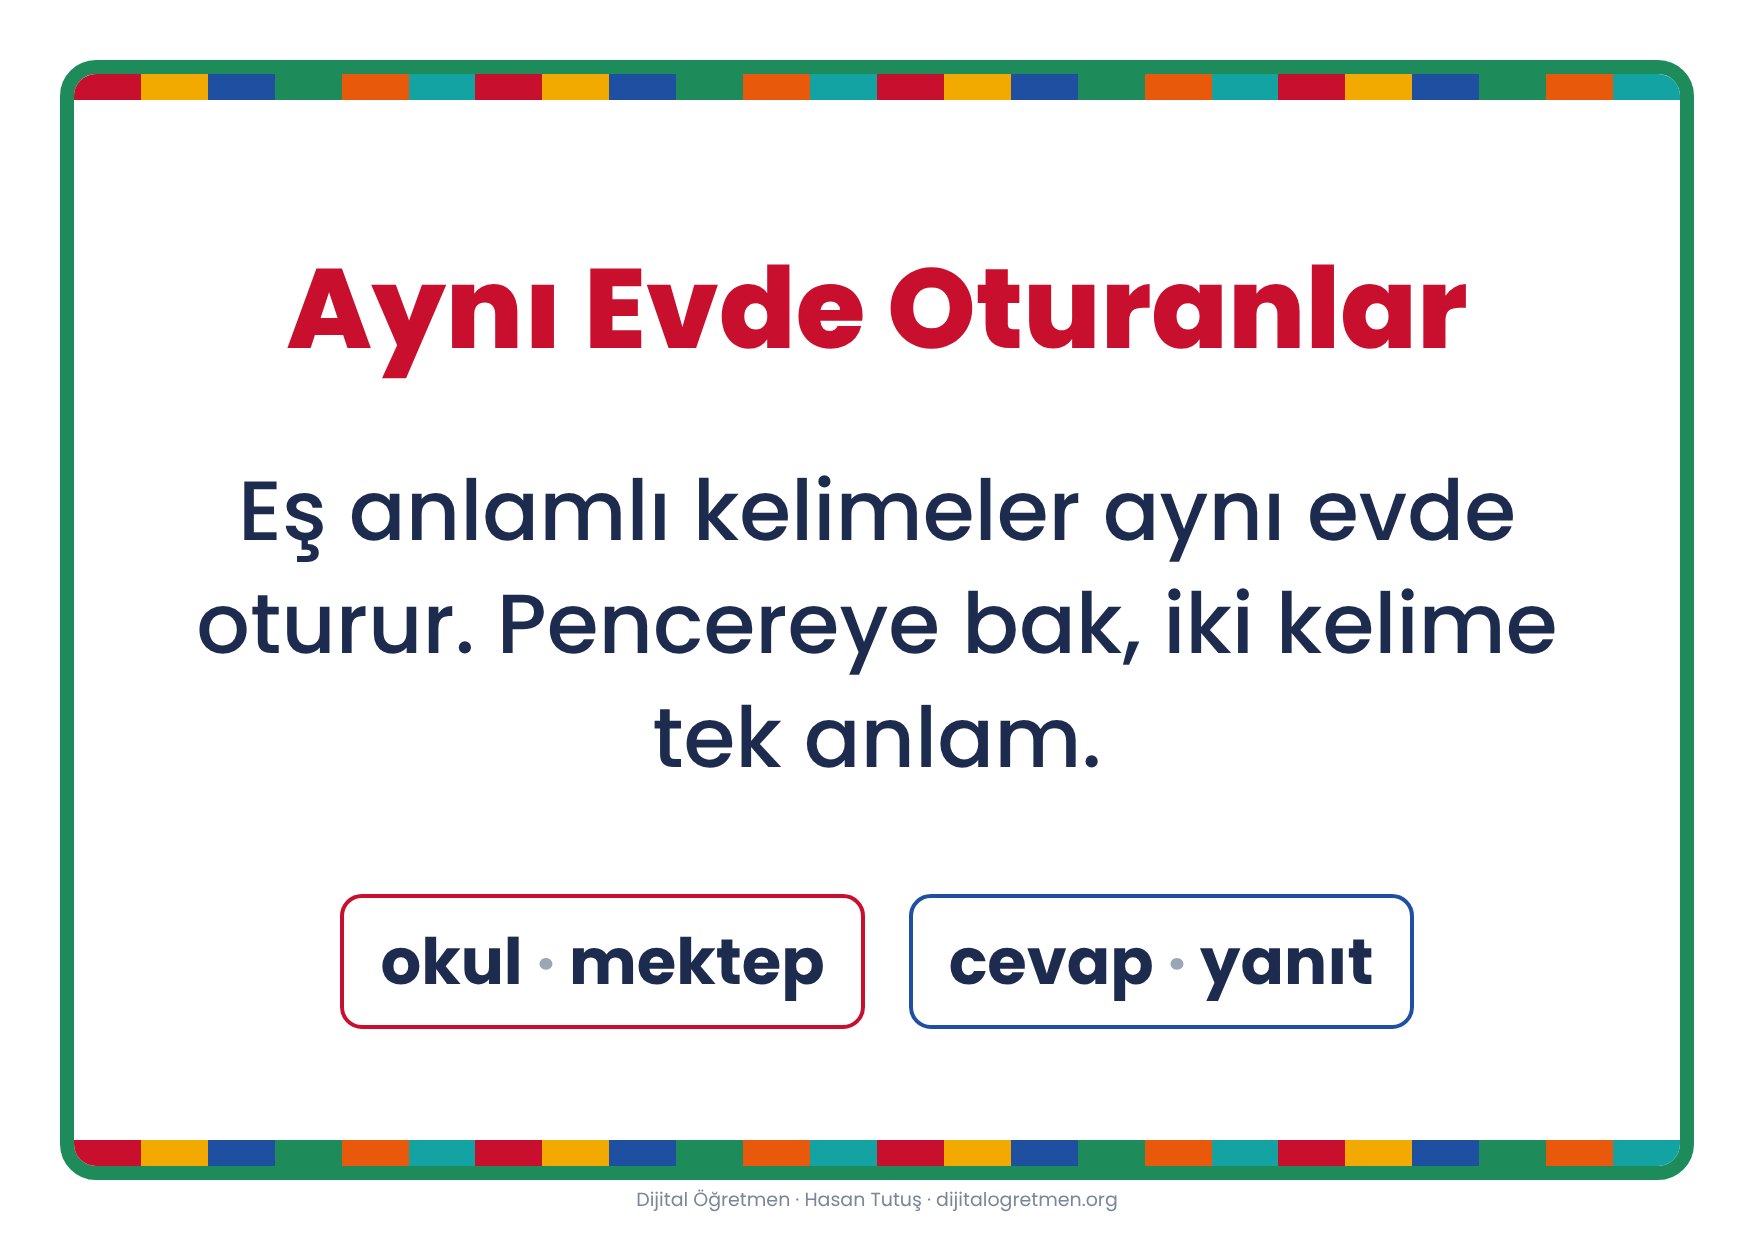 Aynı Evde Oturanlar
Eş anlamlı kelimeler aynı evde
oturur. Pencereye bak, iki kelime
tek anlam.
okul · mektep
cevap · yanıt
Dijital Öğretmen · Hasan Tutuş · dijitalogretmen.org